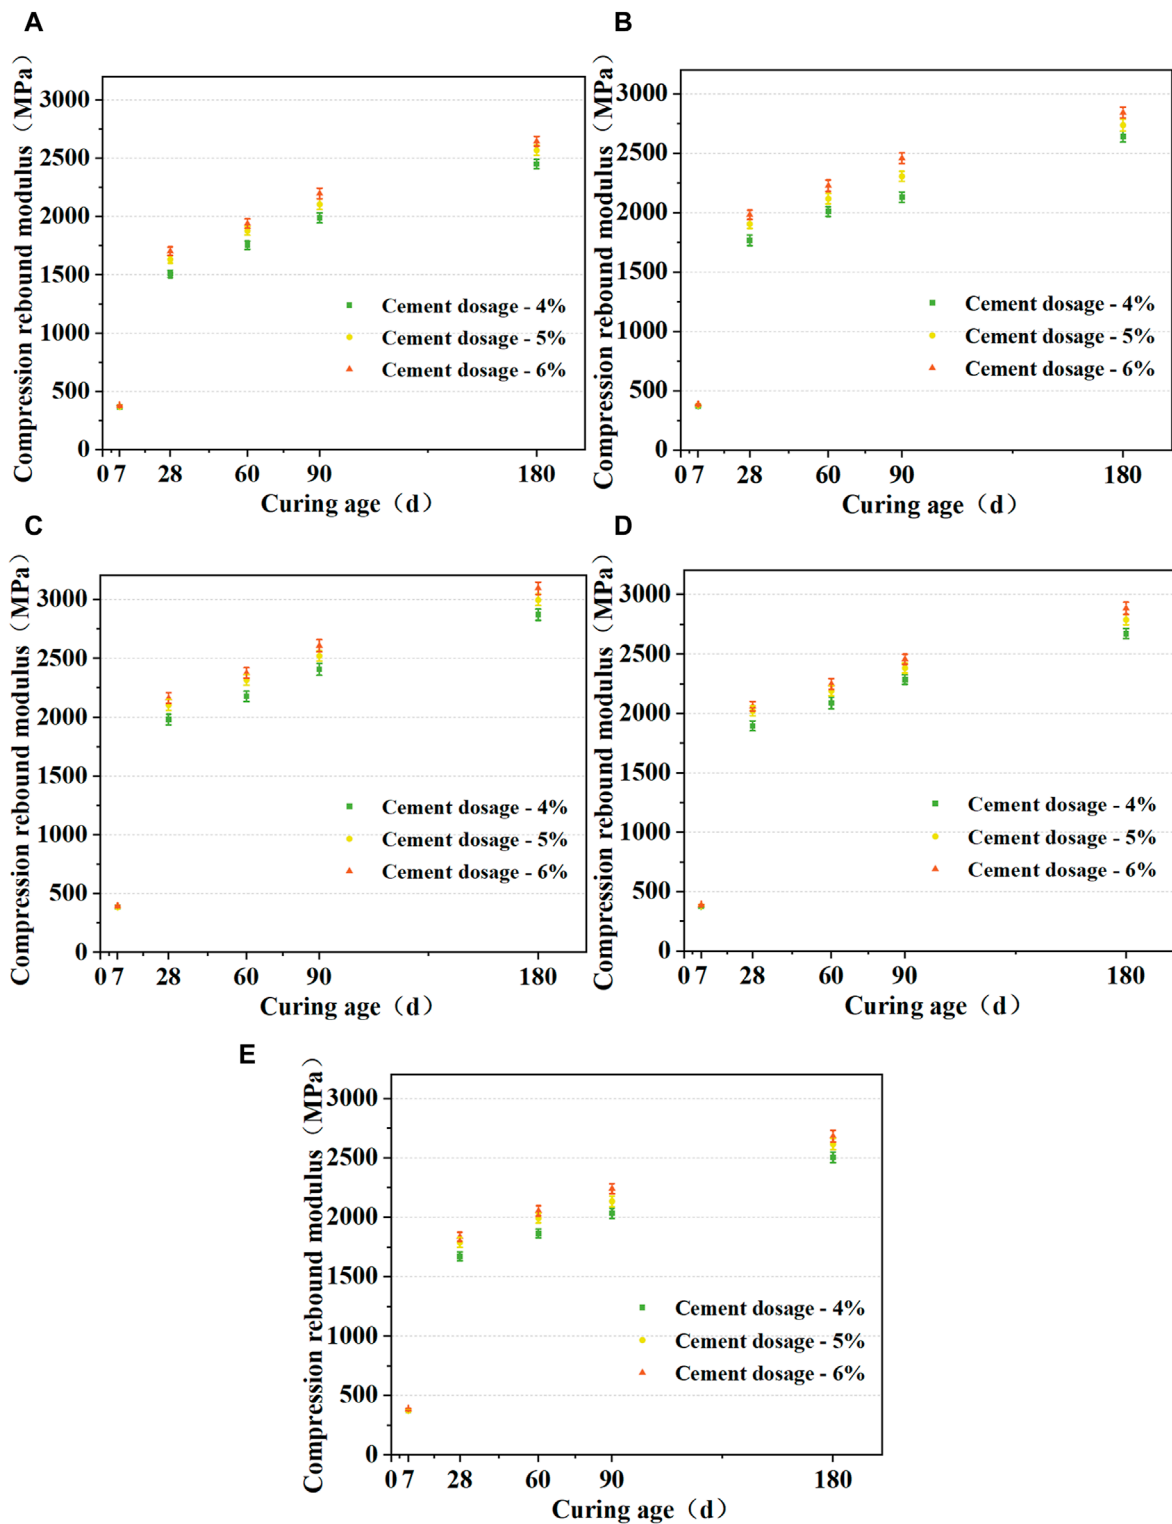 A
Compression rebound modulus（MPa）
3000
2500
2000
1500
1000
500
0
0 7 28 60 90 180
Curing age（d）
Cement dosage - 4%
Cement dosage - 5%
Cement dosage - 6%
B
Compression rebound modulus（MPa）
3000
2500
2000
1500
1000
500
0
0 7 28 60 90 180
Curing age（d）
Cement dosage - 4%
Cement dosage - 5%
Cement dosage - 6%
C
Compression rebound modulus（MPa）
3000
2500
2000
1500
1000
500
0
0 7 28 60 90 180
Curing age（d）
Cement dosage - 4%
Cement dosage - 5%
Cement dosage - 6%
D
Compression rebound modulus（MPa）
3000
2500
2000
1500
1000
500
0
0 7 28 60 90 180
Curing age（d）
Cement dosage - 4%
Cement dosage - 5%
Cement dosage - 6%
E
Compression rebound modulus（MPa）
3000
2500
2000
1500
1000
500
0
0 7 28 60 90 180
Curing age（d）
Cement dosage - 4%
Cement dosage - 5%
Cement dosage - 6%